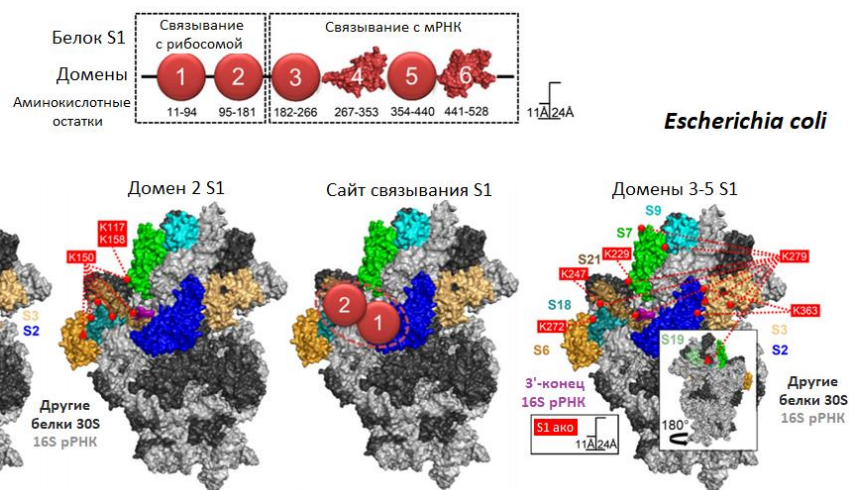 Связывание
с рибосомой
Связывание с мРНК
Белок S1
Домены
1 2 3 4 5 6
Аминокислотные
остатки
11-94 95-181 182-266 267-353 354-440 441-528
11Å 24Å
Escherichia coli
Домен 2 S1
Сайт связывания S1
Домены 3-5 S1
K117
K158
K150
S3
S2
Другие
белки 30S
16S рРНК
2
1
S9
S7
S21
K229
K279
K247
S18
K363
K272
S6
S19
S3
S2
3'-конец
16S рРНК
S1 ако
11Å 24Å
180°
Другие
белки 30S
16S рРНК